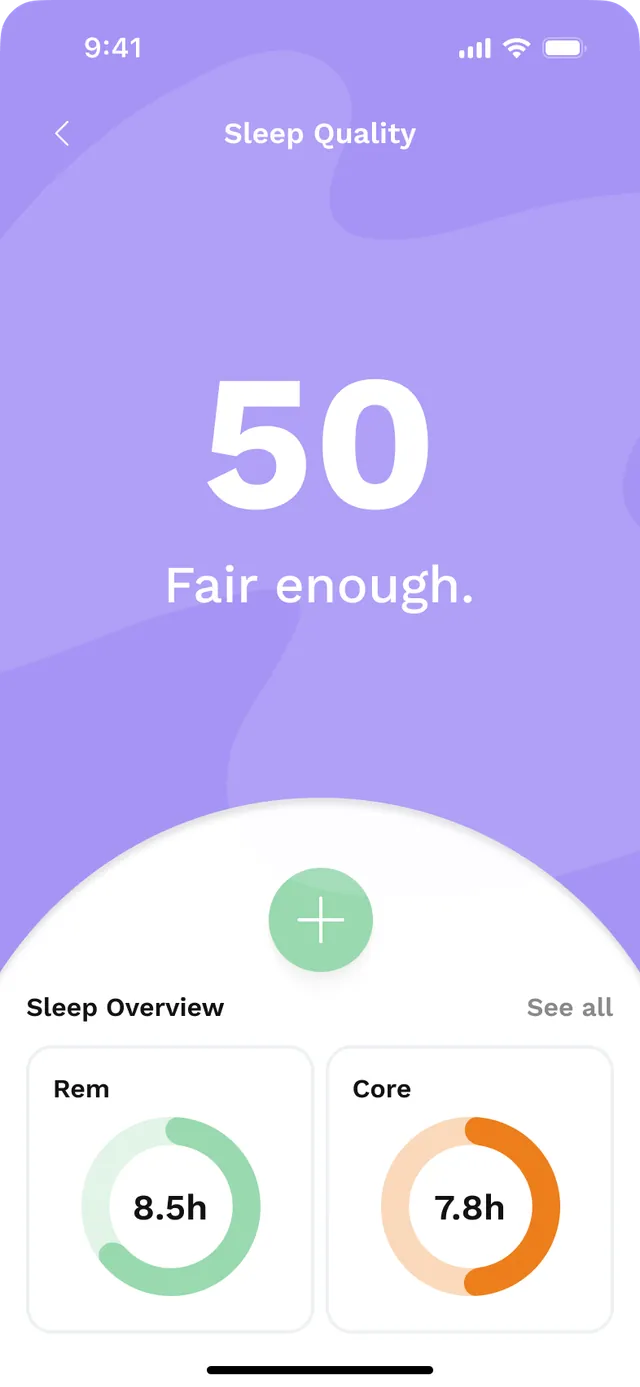 9:41
Sleep Quality
50
Fair enough.
Sleep Overview
See all
Rem
Core
8.5h
7.8h